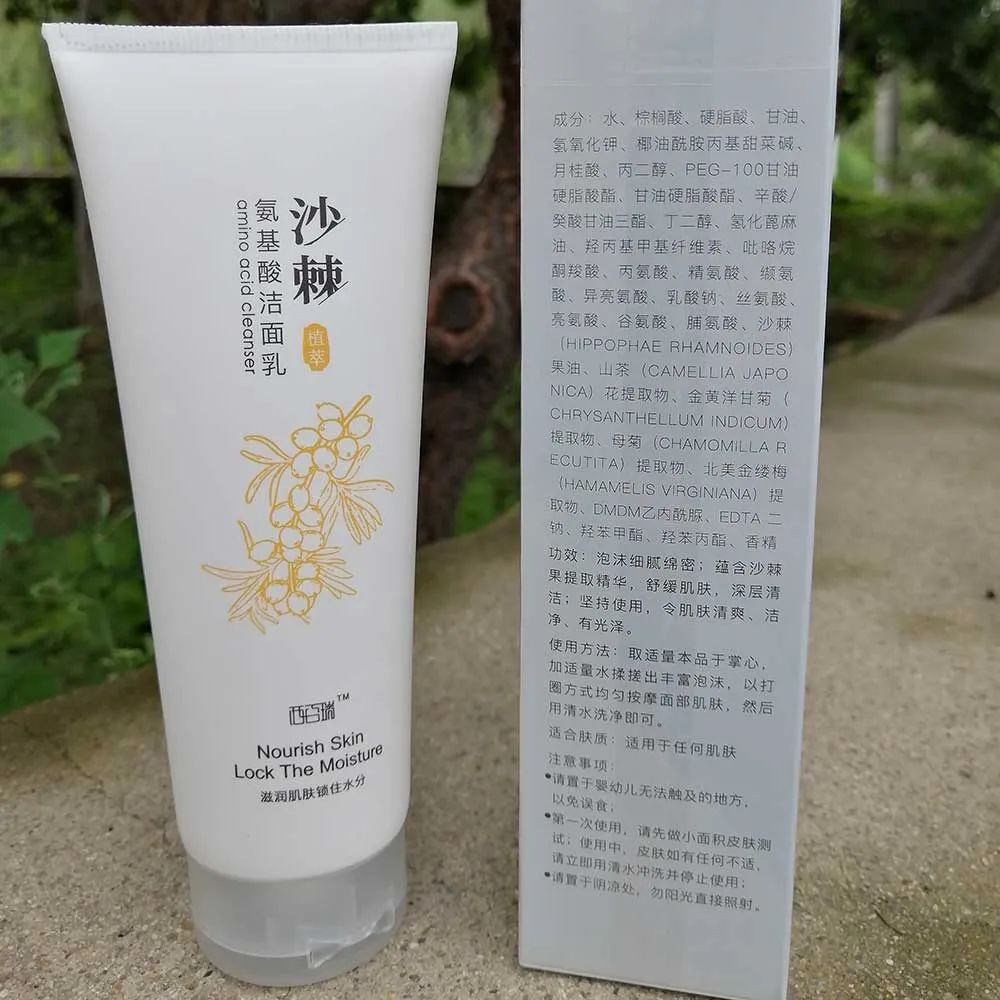 沙棘
植萃
氨基酸洁面乳
amino acid cleanser
西谷瑞™
Nourish Skin
Lock The Moisture
滋润肌肤锁住水分
成分：水、棕榈酸、硬脂酸、甘油、
氢氧化钾、椰油酰胺丙基甜菜碱、
月桂酸、丙二醇、PEG-100甘油
硬脂酸酯、甘油硬脂酸酯、辛酸/
癸酸甘油三酯、丁二醇、氢化蓖麻
油、羟丙基甲基纤维素、吡咯烷
酮羧酸、丙氨酸、精氨酸、缬氨
酸、异亮氨酸、乳酸钠、丝氨酸、
亮氨酸、谷氨酸、脯氨酸、沙棘
（HIPPOPHAE RHAMNOIDES）
果油、山茶（CAMELLIA JAPO
NICA）花提取物、金黄洋甘菊（
CHRYSANTHELLUM INDICUM）
提取物、母菊（CHAMOMILLA R
ECUTITA）提取物、北美金缕梅
（HAMAMELIS VIRGINIANA）提
取物、DMDM乙内酰脲、EDTA 二
钠、羟苯甲酯、羟苯丙酯、香精
功效：泡沫细腻绵密；蕴含沙棘
果提取精华，舒缓肌肤，深层清
洁；坚持使用，令肌肤清爽、洁
净、有光泽。
使用方法：取适量本品于掌心，
加适量水揉搓出丰富泡沫，以打
圈方式均匀按摩面部肌肤，然后
用清水洗净即可。
适合肤质：适用于任何肌肤
注意事项：
•请置于婴幼儿无法触及的地方，
以免误食；
•第一次使用，请先做小面积皮肤测
试；使用中，皮肤如有任何不适，
请立即用清水冲洗并停止使用；
•请置于阴凉处，勿阳光直接照射。